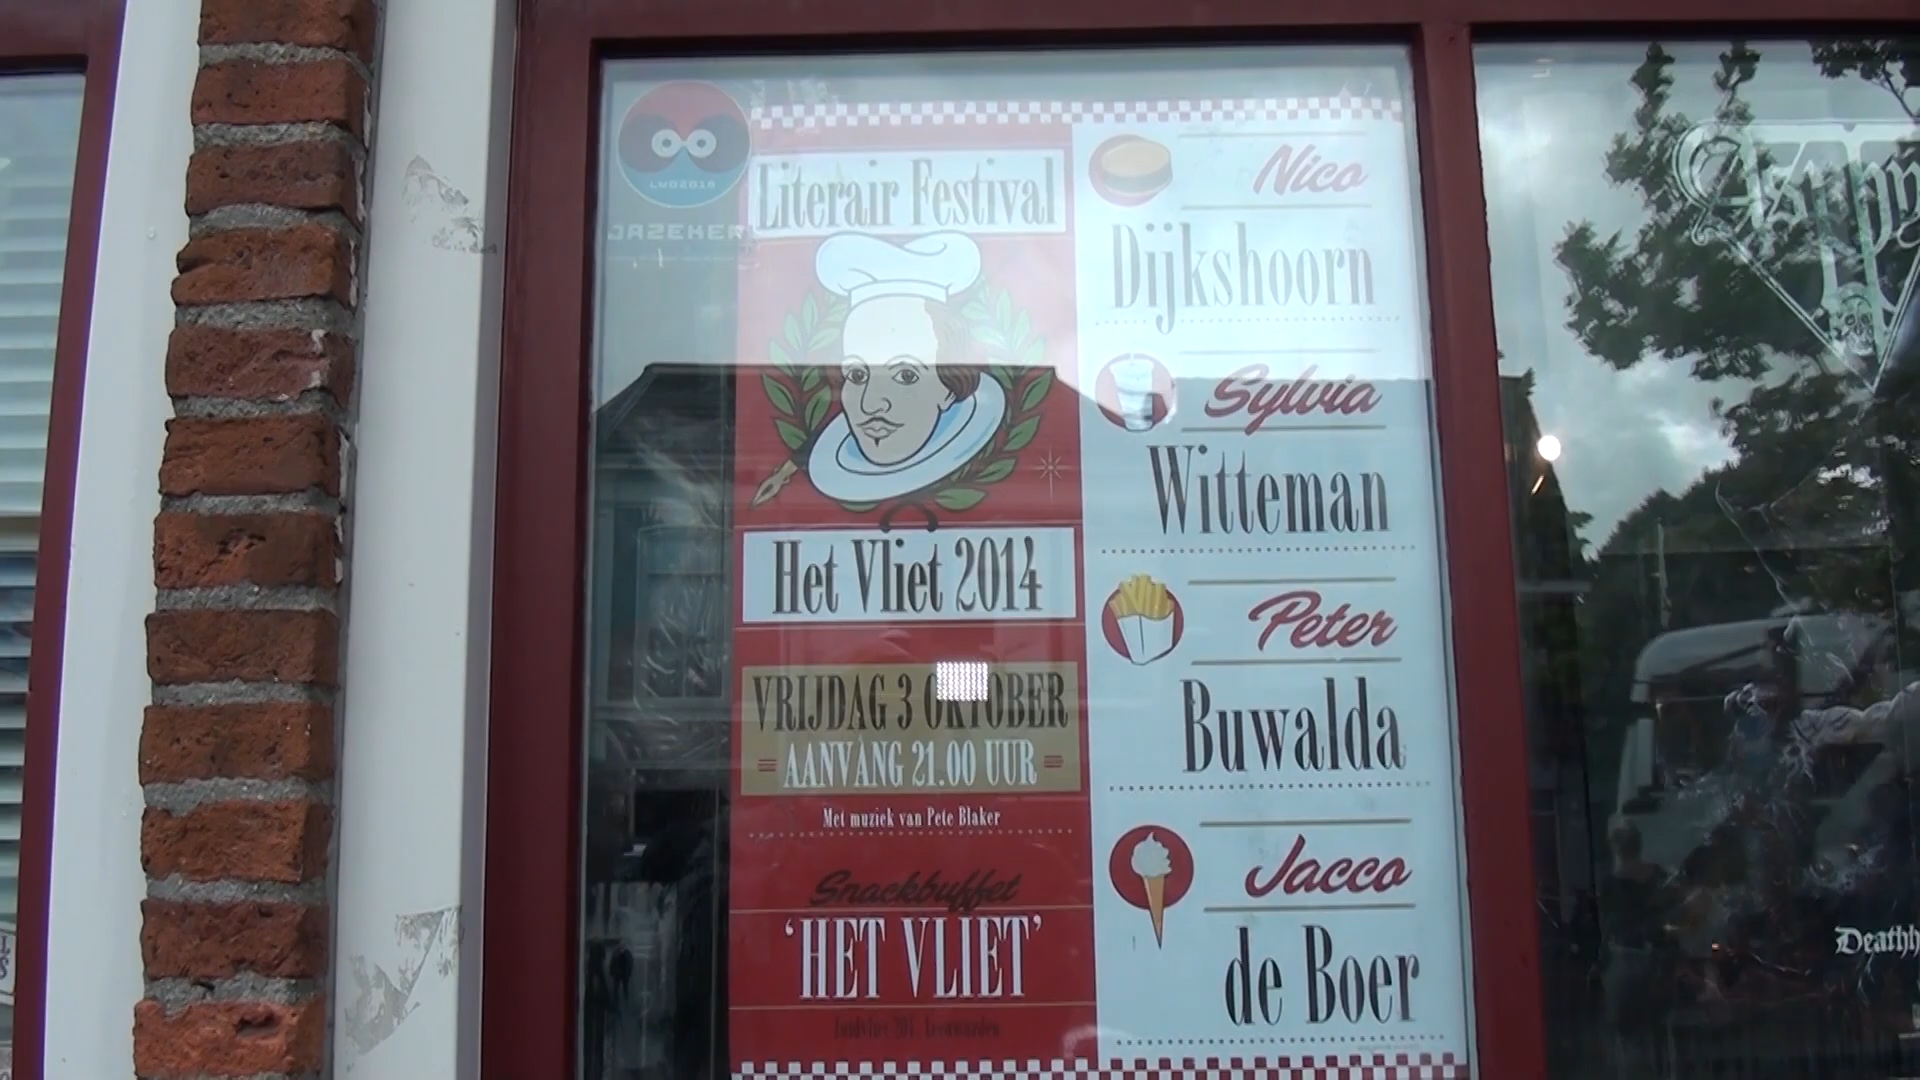 LWD2018
JAZEKER
Literair Festival
Het Vliet 2014
VRIJDAG 3 OKTOBER
AANVANG 21.00 UUR
Met muziek van Pete Blaker
Snackbuffet
'HET VLIET'
Nico
Dijkshoorn
Sylvia
Witteman
Peter
Buwalda
Jacco
de Boer